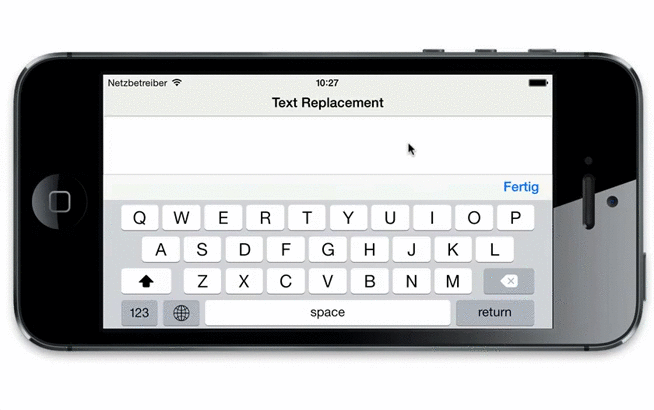 Netzbetreiber 10:27
Text Replacement
Fertig
Q W E R T Y U I O P
A S D F G H J K L
Z X C V B N M
123 space return